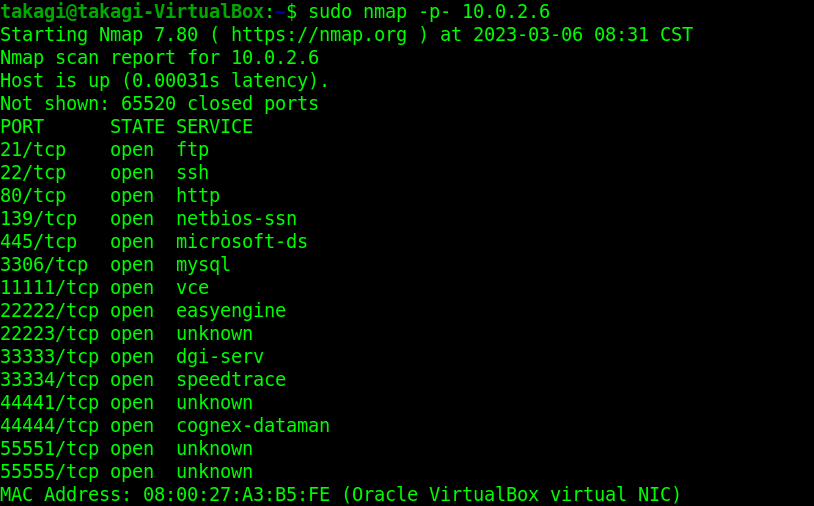 takagi@takagi-VirtualBox:~$ sudo nmap -p- 10.0.2.6
Starting Nmap 7.80 ( https://nmap.org ) at 2023-03-06 08:31 CST
Nmap scan report for 10.0.2.6
Host is up (0.00031s latency).
Not shown: 65520 closed ports
PORT      STATE SERVICE
21/tcp    open  ftp
22/tcp    open  ssh
80/tcp    open  http
139/tcp   open  netbios-ssn
445/tcp   open  microsoft-ds
3306/tcp  open  mysql
11111/tcp open  vce
22222/tcp open  easyengine
22223/tcp open  unknown
33333/tcp open  dgi-serv
33334/tcp open  speedtrace
44441/tcp open  unknown
44444/tcp open  cognex-dataman
55551/tcp open  unknown
55555/tcp open  unknown
MAC Address: 08:00:27:A3:B5:FE (Oracle VirtualBox virtual NIC)